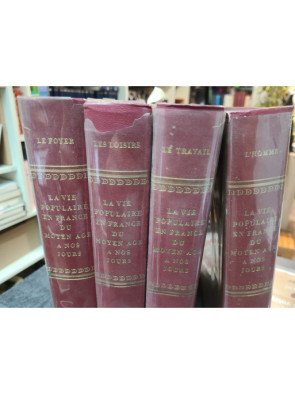 LE FOYER
LA VIE
POPULAIRE
EN FRANCE
DU
MOYEN AGE
A NOS
JOURS
LES LOISIRS
LA VIE
POPULAIRE
EN FRANCE
DU
MOYEN AGE
A NOS
JOURS
LE TRAVAIL
LA VIE
POPULAIRE
EN FRANCE
DU
MOYEN AGE
A NOS
JOURS
L'HOMME
LA VIE
POPULAIRE
EN FRANCE
DU
MOYEN AGE
A NOS
JOURS